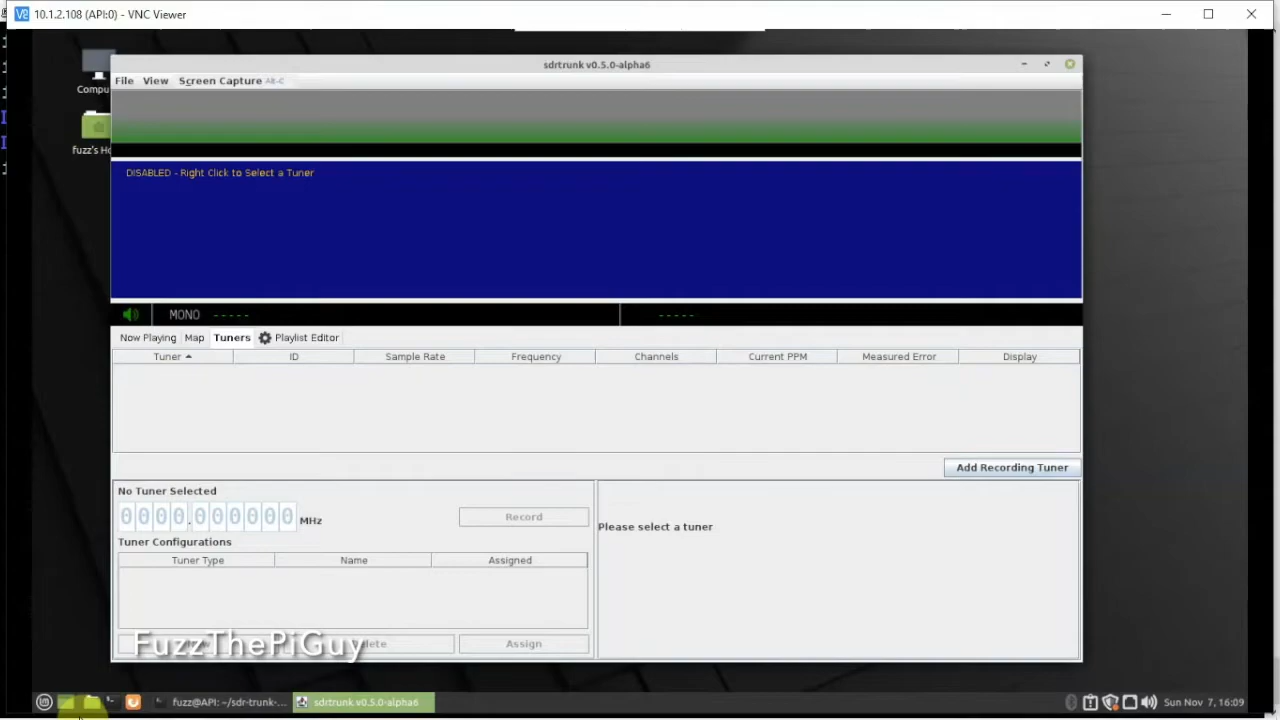 10.1.2.108 (API:0) - VNC Viewer
sdrtrunk v0.5.0-alpha6
File View Screen Capture Alt-C
Compu
fuzz's Ho
DISABLED - Right Click to Select a Tuner
MONO ----- -----
Now Playing Map Tuners Playlist Editor
Tuner ID Sample Rate Frequency Channels Current PPM Measured Error Display
Add Recording Tuner
No Tuner Selected
0000.000000 MHz
Record
Please select a tuner
Tuner Configurations
Tuner Type Name Assigned
FuzzThePiGuy
Assign
fuzz@API: ~/sdr-trunk-... sdrtrunk v0.5.0-alpha6 Sun Nov 7, 16:09